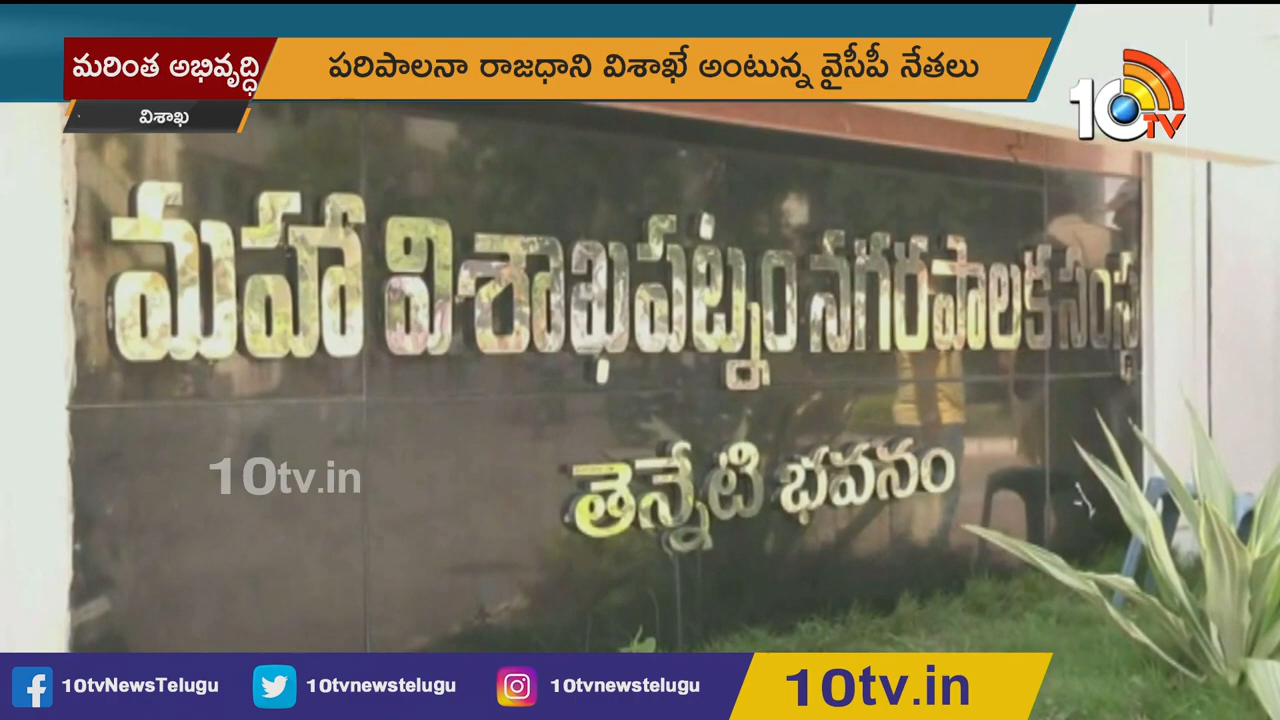 మరింత అభివృద్ధి
పరిపాలనా రాజధాని విశాఖే అంటున్న వైసీపీ నేతలు
విశాఖ
10TV
మహా విశాఖపట్నం నగరపాలక సంస్థ
10tv.in
తెన్నేటి భవనం
10tvNewsTelugu
10tvnewstelugu
10tvnewstelugu
10tv.in